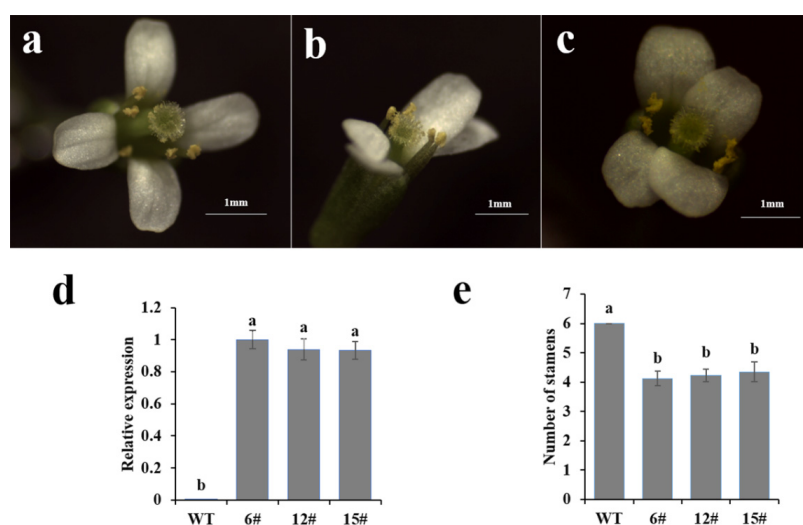 a
b
c
1mm
1mm
1mm
d
Relative expression
1.2
1
0.8
0.6
0.4
0.2
0
b
a
a
a
WT 6# 12# 15#
e
Number of stamens
7
6
5
4
3
2
1
0
a
b
b
b
WT 6# 12# 15#